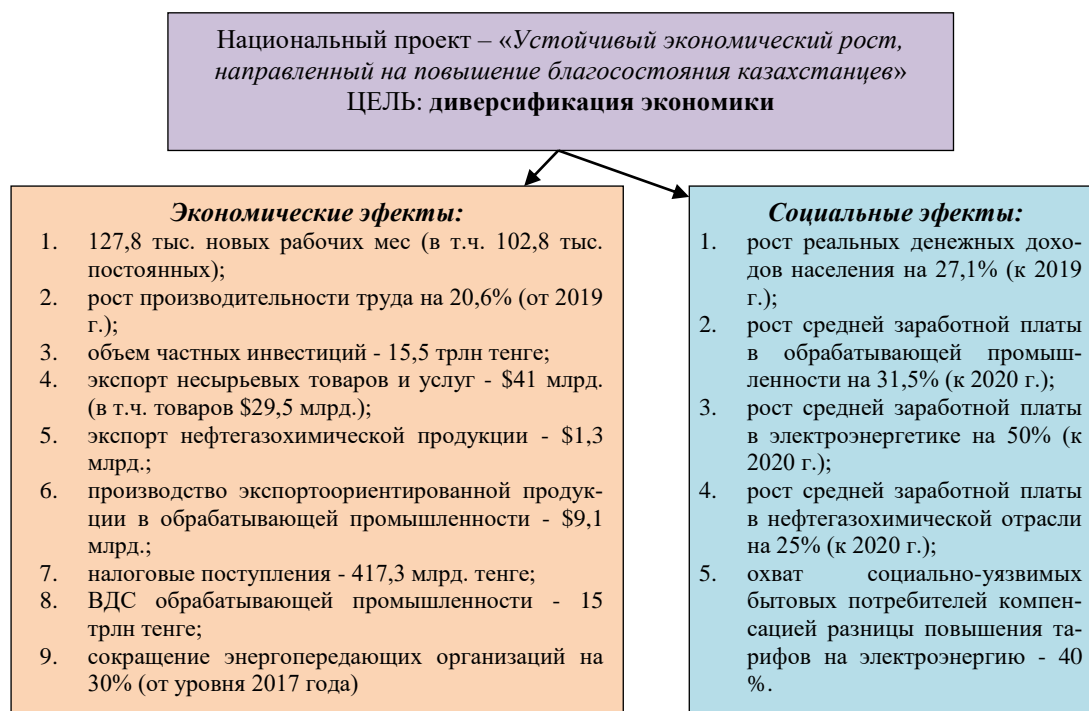 Национальный проект – «Устойчивый экономический рост,
направленный на повышение благосостояния казахстанцев»
ЦЕЛЬ: диверсификация экономики
Экономические эфекты:
1. 127,8 тыс. новых рабочих мес (в т.ч. 102,8 тыс.
постоянных);
2. рост производительности труда на 20,6% (от 2019
г.);
3. объем частных инвестиций - 15,5 трлн тенге;
4. экспорт несырьевых товаров и услуг - $41 млрд.
(в т.ч. товаров $29,5 млрд.);
5. экспорт нефтегазохимической продукции - $1,3
млрд.;
6. производство экспортоориентированной продук-
ции в обрабатывающей промышленности - $9,1
млрд.;
7. налоговые поступления - 417,3 млрд. тенге;
8. ВДС обрабатывающей промышленности - 15
трлн тенге;
9. сокращение энергопередающих организаций на
30% (от уровня 2017 года)
Социальные эфекты:
1. рост реальных денежных дохо-
дов населения на 27,1% (к 2019
г.);
2. рост средней заработной платы
в обрабатывающей промыш-
ленности на 31,5% (к 2020 г.);
3. рост средней заработной платы
в электроэнергетике на 50% (к
2020 г.);
4. рост средней заработной платы
в нефтегазохимической отрасли
на 25% (к 2020 г.);
5. охват социально-уязвимых
бытовых потребителей компен-
сацией разницы повышения та-
рифов на электроэнергию - 40
%.